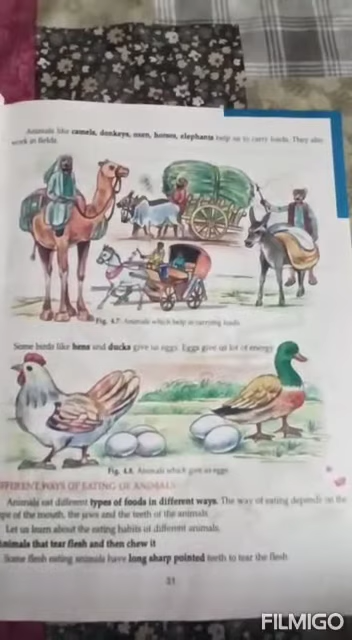 Animals like camels, donkeys, oxen, horses, elephants help us to carry loads. They also
work in fields.
Fig. 4.7: Animals which help in carrying loads
Some birds like hens and ducks give us eggs. Eggs give us lot of energy.
Fig. 4.8: Animals which give us eggs
FFERENT WAYS OF EATING OF ANIMALS
Animals eat different types of foods in different ways. The way of eating depends on the
pe of the mouth, the jaws and the teeth of the animals.
Let us learn about the eating habits of different animals.
nimals that tear flesh and then chew it
Some flesh eating animals have long sharp pointed teeth to tear the flesh
31
FILMIGO